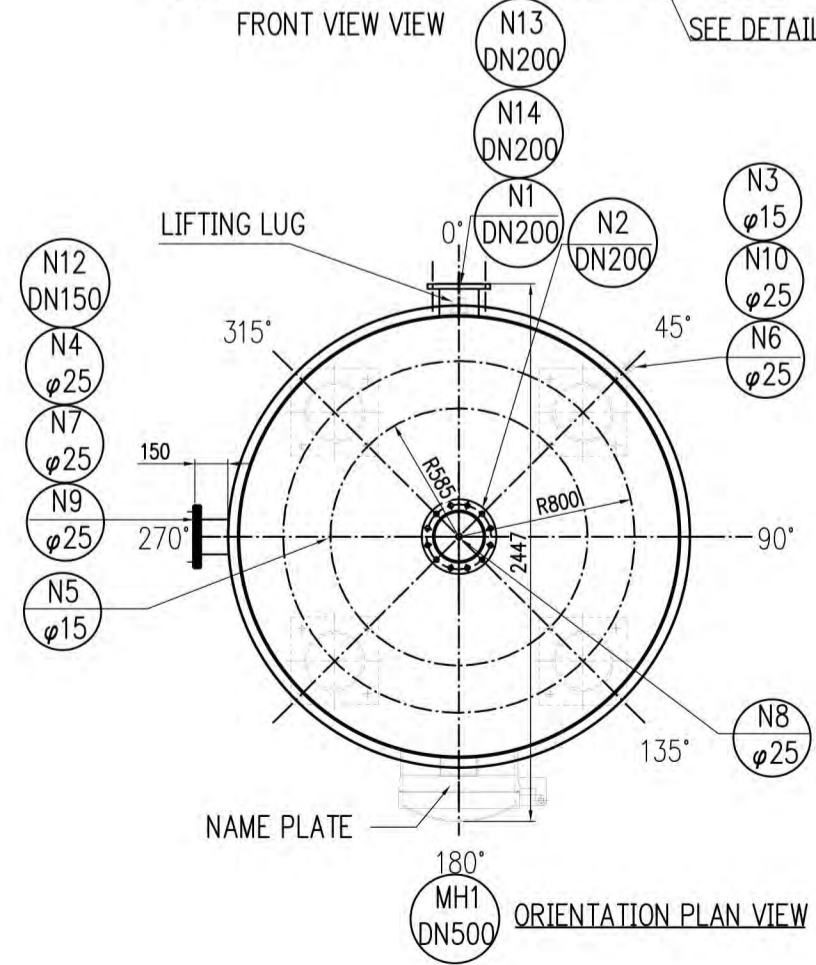 FRONT VIEW VIEW
SEE DETAIL
N13
DN200
N14
DN200
N1
DN200
N2
DN200
N3
φ15
N10
φ25
N6
φ25
LIFTING LUG
0°
N12
DN150
N4
φ25
N7
φ25
N9
φ25
N5
φ15
315°
45°
150
R585
R800
2447
270°
90°
N8
φ25
135°
NAME PLATE
180°
MH1
DN500
ORIENTATION PLAN VIEW